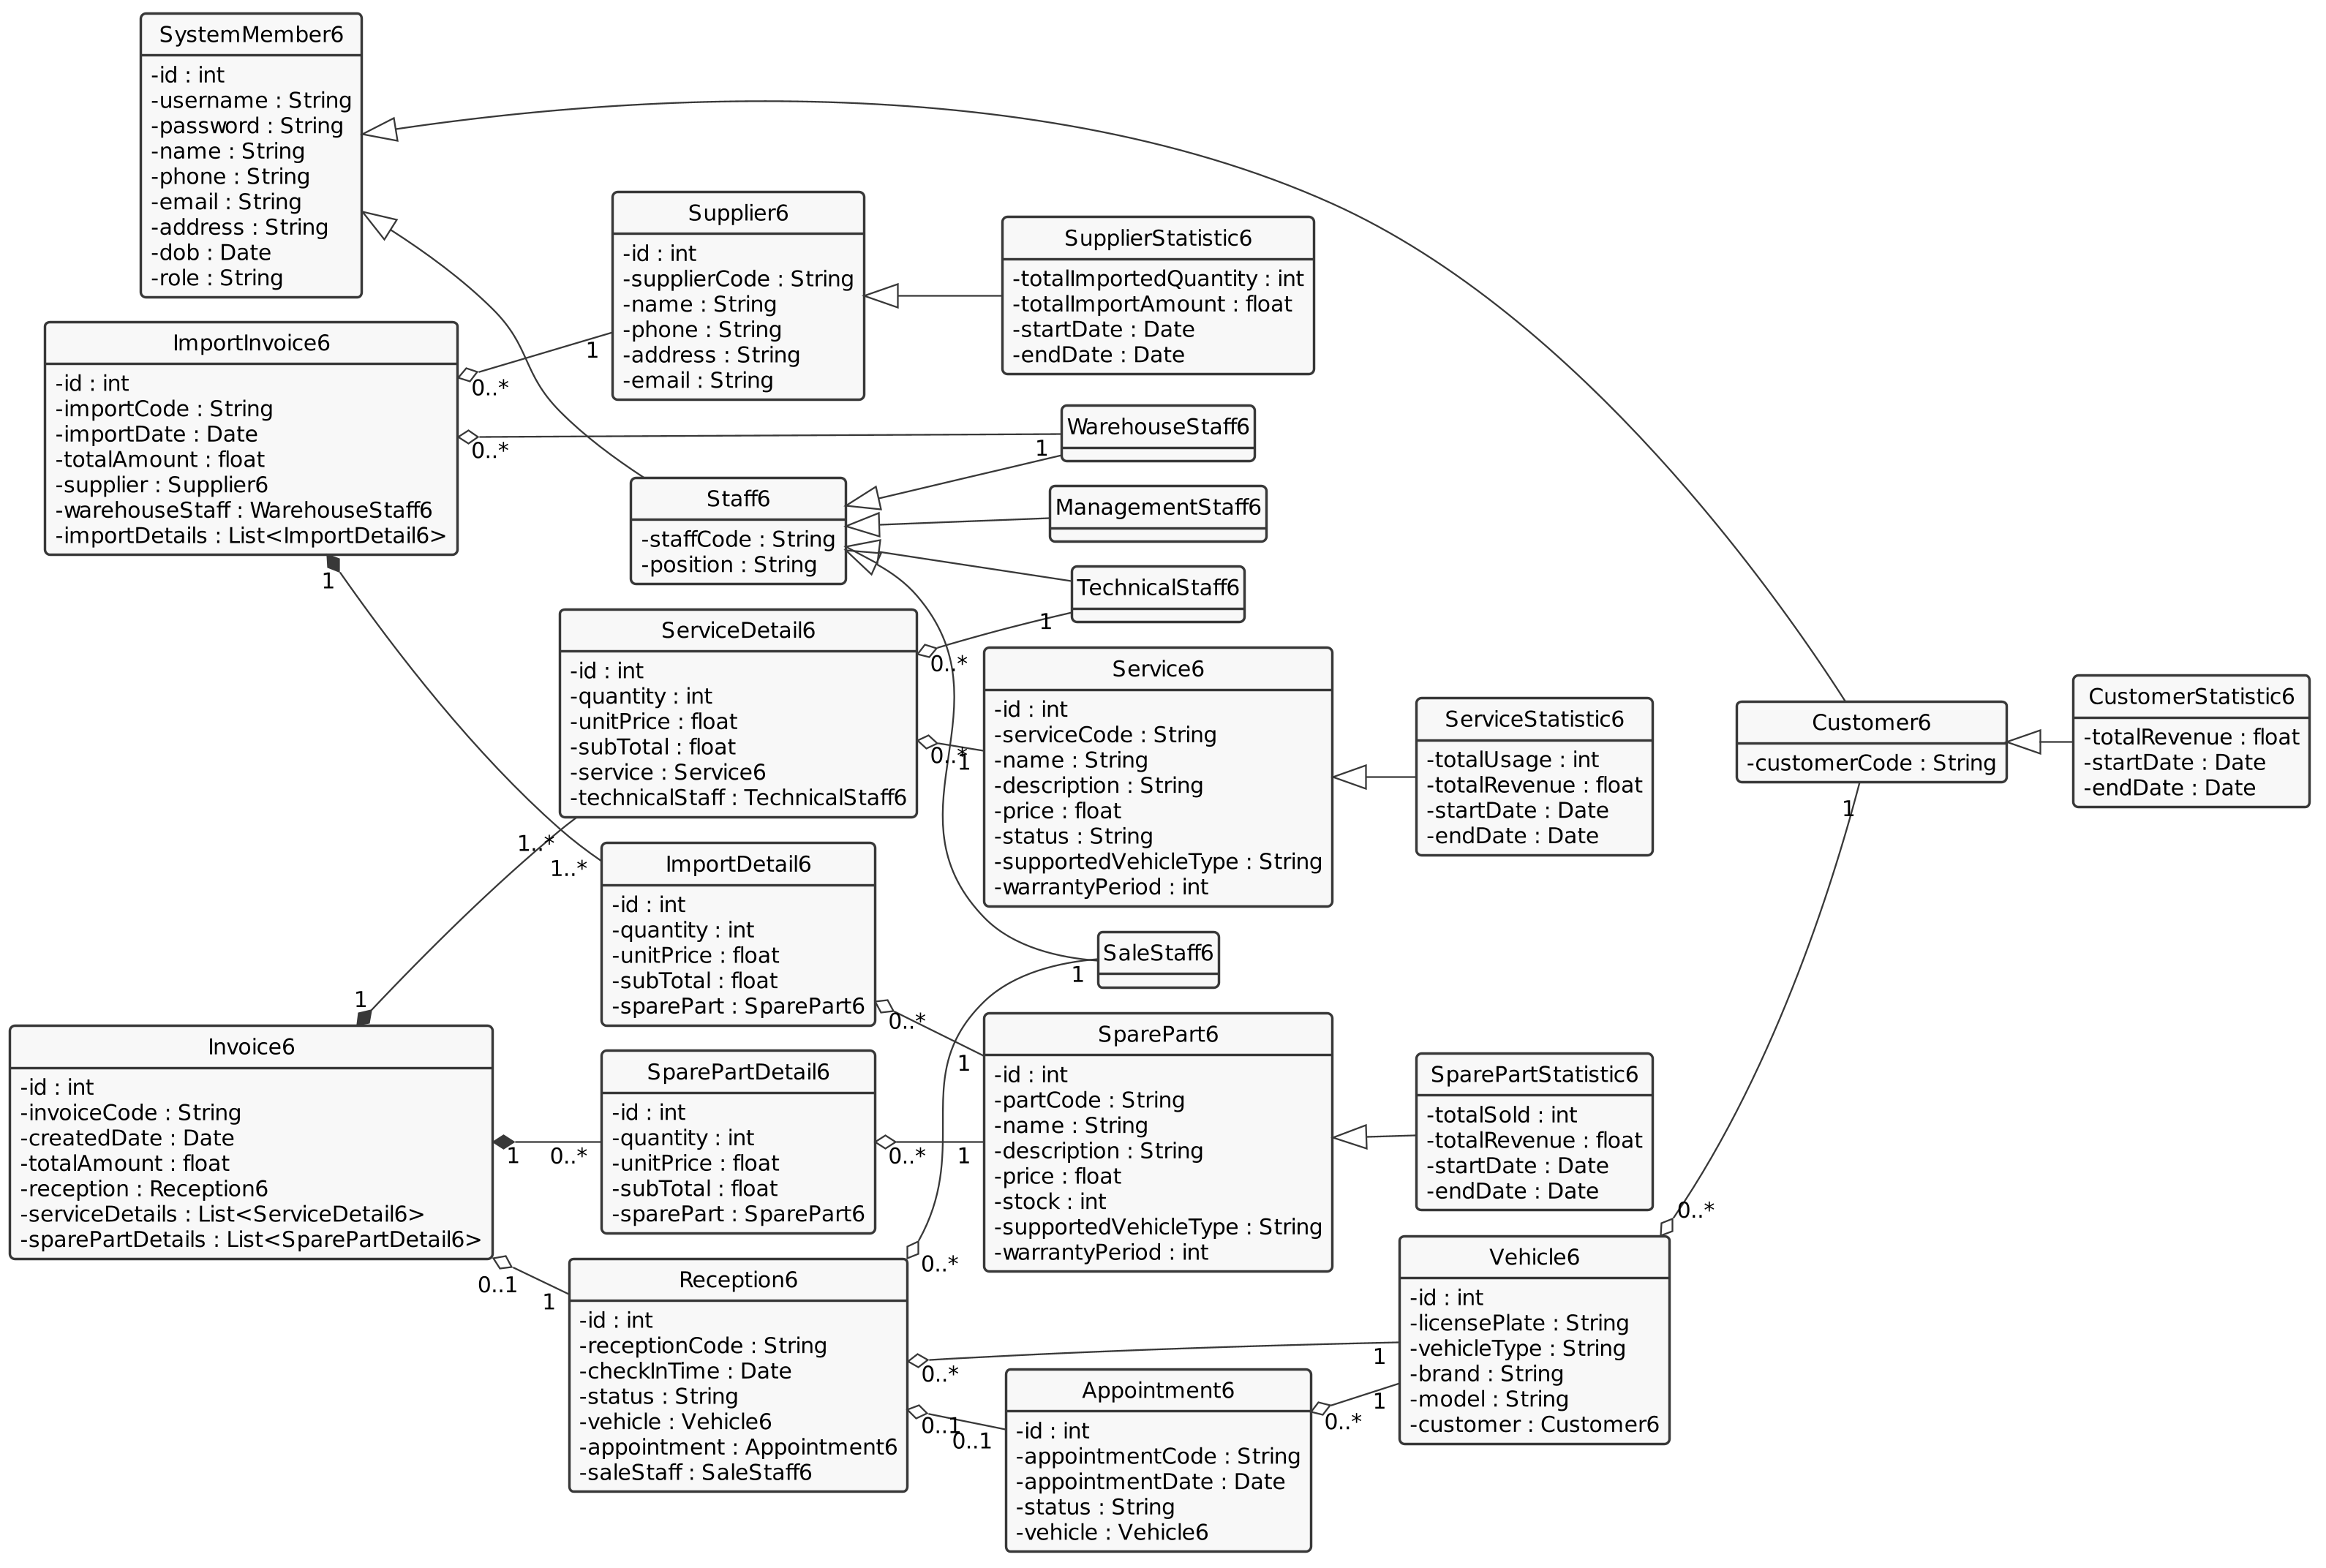 SystemMember6
-id : int
-username : String
-password : String
-name : String
-phone : String
-email : String
-address : String
-dob : Date
-role : String
Supplier6
-id : int
-supplierCode : String
-name : String
-phone : String
-address : String
-email : String
SupplierStatistic6
-totalImportedQuantity : int
-totalImportAmount : float
-startDate : Date
-endDate : Date
ImportInvoice6
-id : int
-importCode : String
-importDate : Date
-totalAmount : float
-supplier : Supplier6
-warehouseStaff : WarehouseStaff6
-importDetails : List<ImportDetail6>
1
0..*
0..*
1
WarehouseStaff6
1
Staff6
-staffCode : String
-position : String
ManagementStaff6
TechnicalStaff6
1
ServiceDetail6
-id : int
-quantity : int
-unitPrice : float
-subTotal : float
-service : Service6
-technicalStaff : TechnicalStaff6
0..*
0..*
1
Service6
-id : int
-serviceCode : String
-name : String
-description : String
-price : float
-status : String
-supportedVehicleType : String
-warrantyPeriod : int
ServiceStatistic6
-totalUsage : int
-totalRevenue : float
-startDate : Date
-endDate : Date
Customer6
-customerCode : String
1
CustomerStatistic6
-totalRevenue : float
-startDate : Date
-endDate : Date
1..*
1..*
ImportDetail6
-id : int
-quantity : int
-unitPrice : float
-subTotal : float
-sparePart : SparePart6
0..*
1
SaleStaff6
1
1
Invoice6
-id : int
-invoiceCode : String
-createdDate : Date
-totalAmount : float
-reception : Reception6
-serviceDetails : List<ServiceDetail6>
-sparePartDetails : List<SparePartDetail6>
1
0..*
0..1
1
SparePartDetail6
-id : int
-quantity : int
-unitPrice : float
-subTotal : float
-sparePart : SparePart6
0..*
1
SparePart6
-id : int
-partCode : String
-name : String
-description : String
-price : float
-stock : int
-supportedVehicleType : String
-warrantyPeriod : int
SparePartStatistic6
-totalSold : int
-totalRevenue : float
-startDate : Date
-endDate : Date
Reception6
-id : int
-receptionCode : String
-checkInTime : Date
-status : String
-vehicle : Vehicle6
-appointment : Appointment6
-saleStaff : SaleStaff6
0..*
0..*
1
0..1
0..1
Appointment6
-id : int
-appointmentCode : String
-appointmentDate : Date
-status : String
-vehicle : Vehicle6
0..*
1
0..*
Vehicle6
-id : int
-licensePlate : String
-vehicleType : String
-brand : String
-model : String
-customer : Customer6